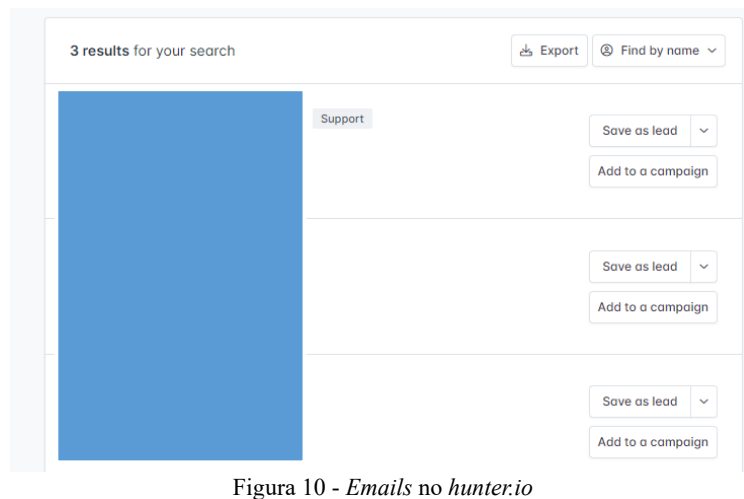 3 results for your search
Export
Find by name
Support
Save as lead
Add to a campaign
Save as lead
Add to a campaign
Save as lead
Add to a campaign
Figura 10 - Emails no hunter.io